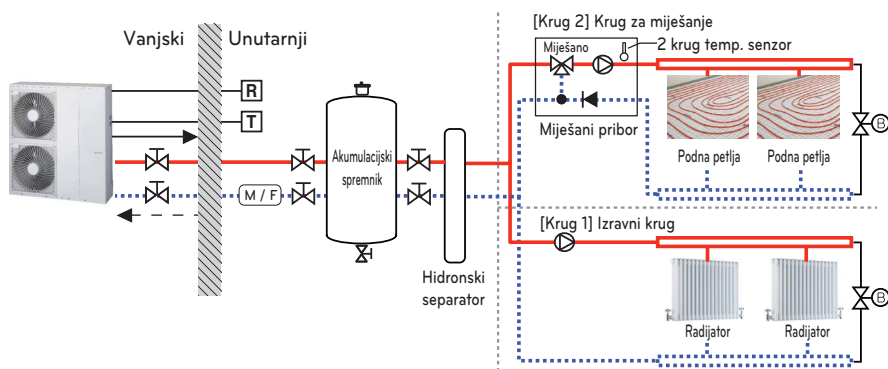 Vanjski
Unutarnji
R
T
M / F
Akumulacijski
spremnik
Hidronski
separator
[Krug 2] Krug za miješanje
Miješano
2 krug temp. senzor
Miješani pribor
Podna petlja
Podna petlja
B
[Krug 1] Izravni krug
Radijator
Radijator
B